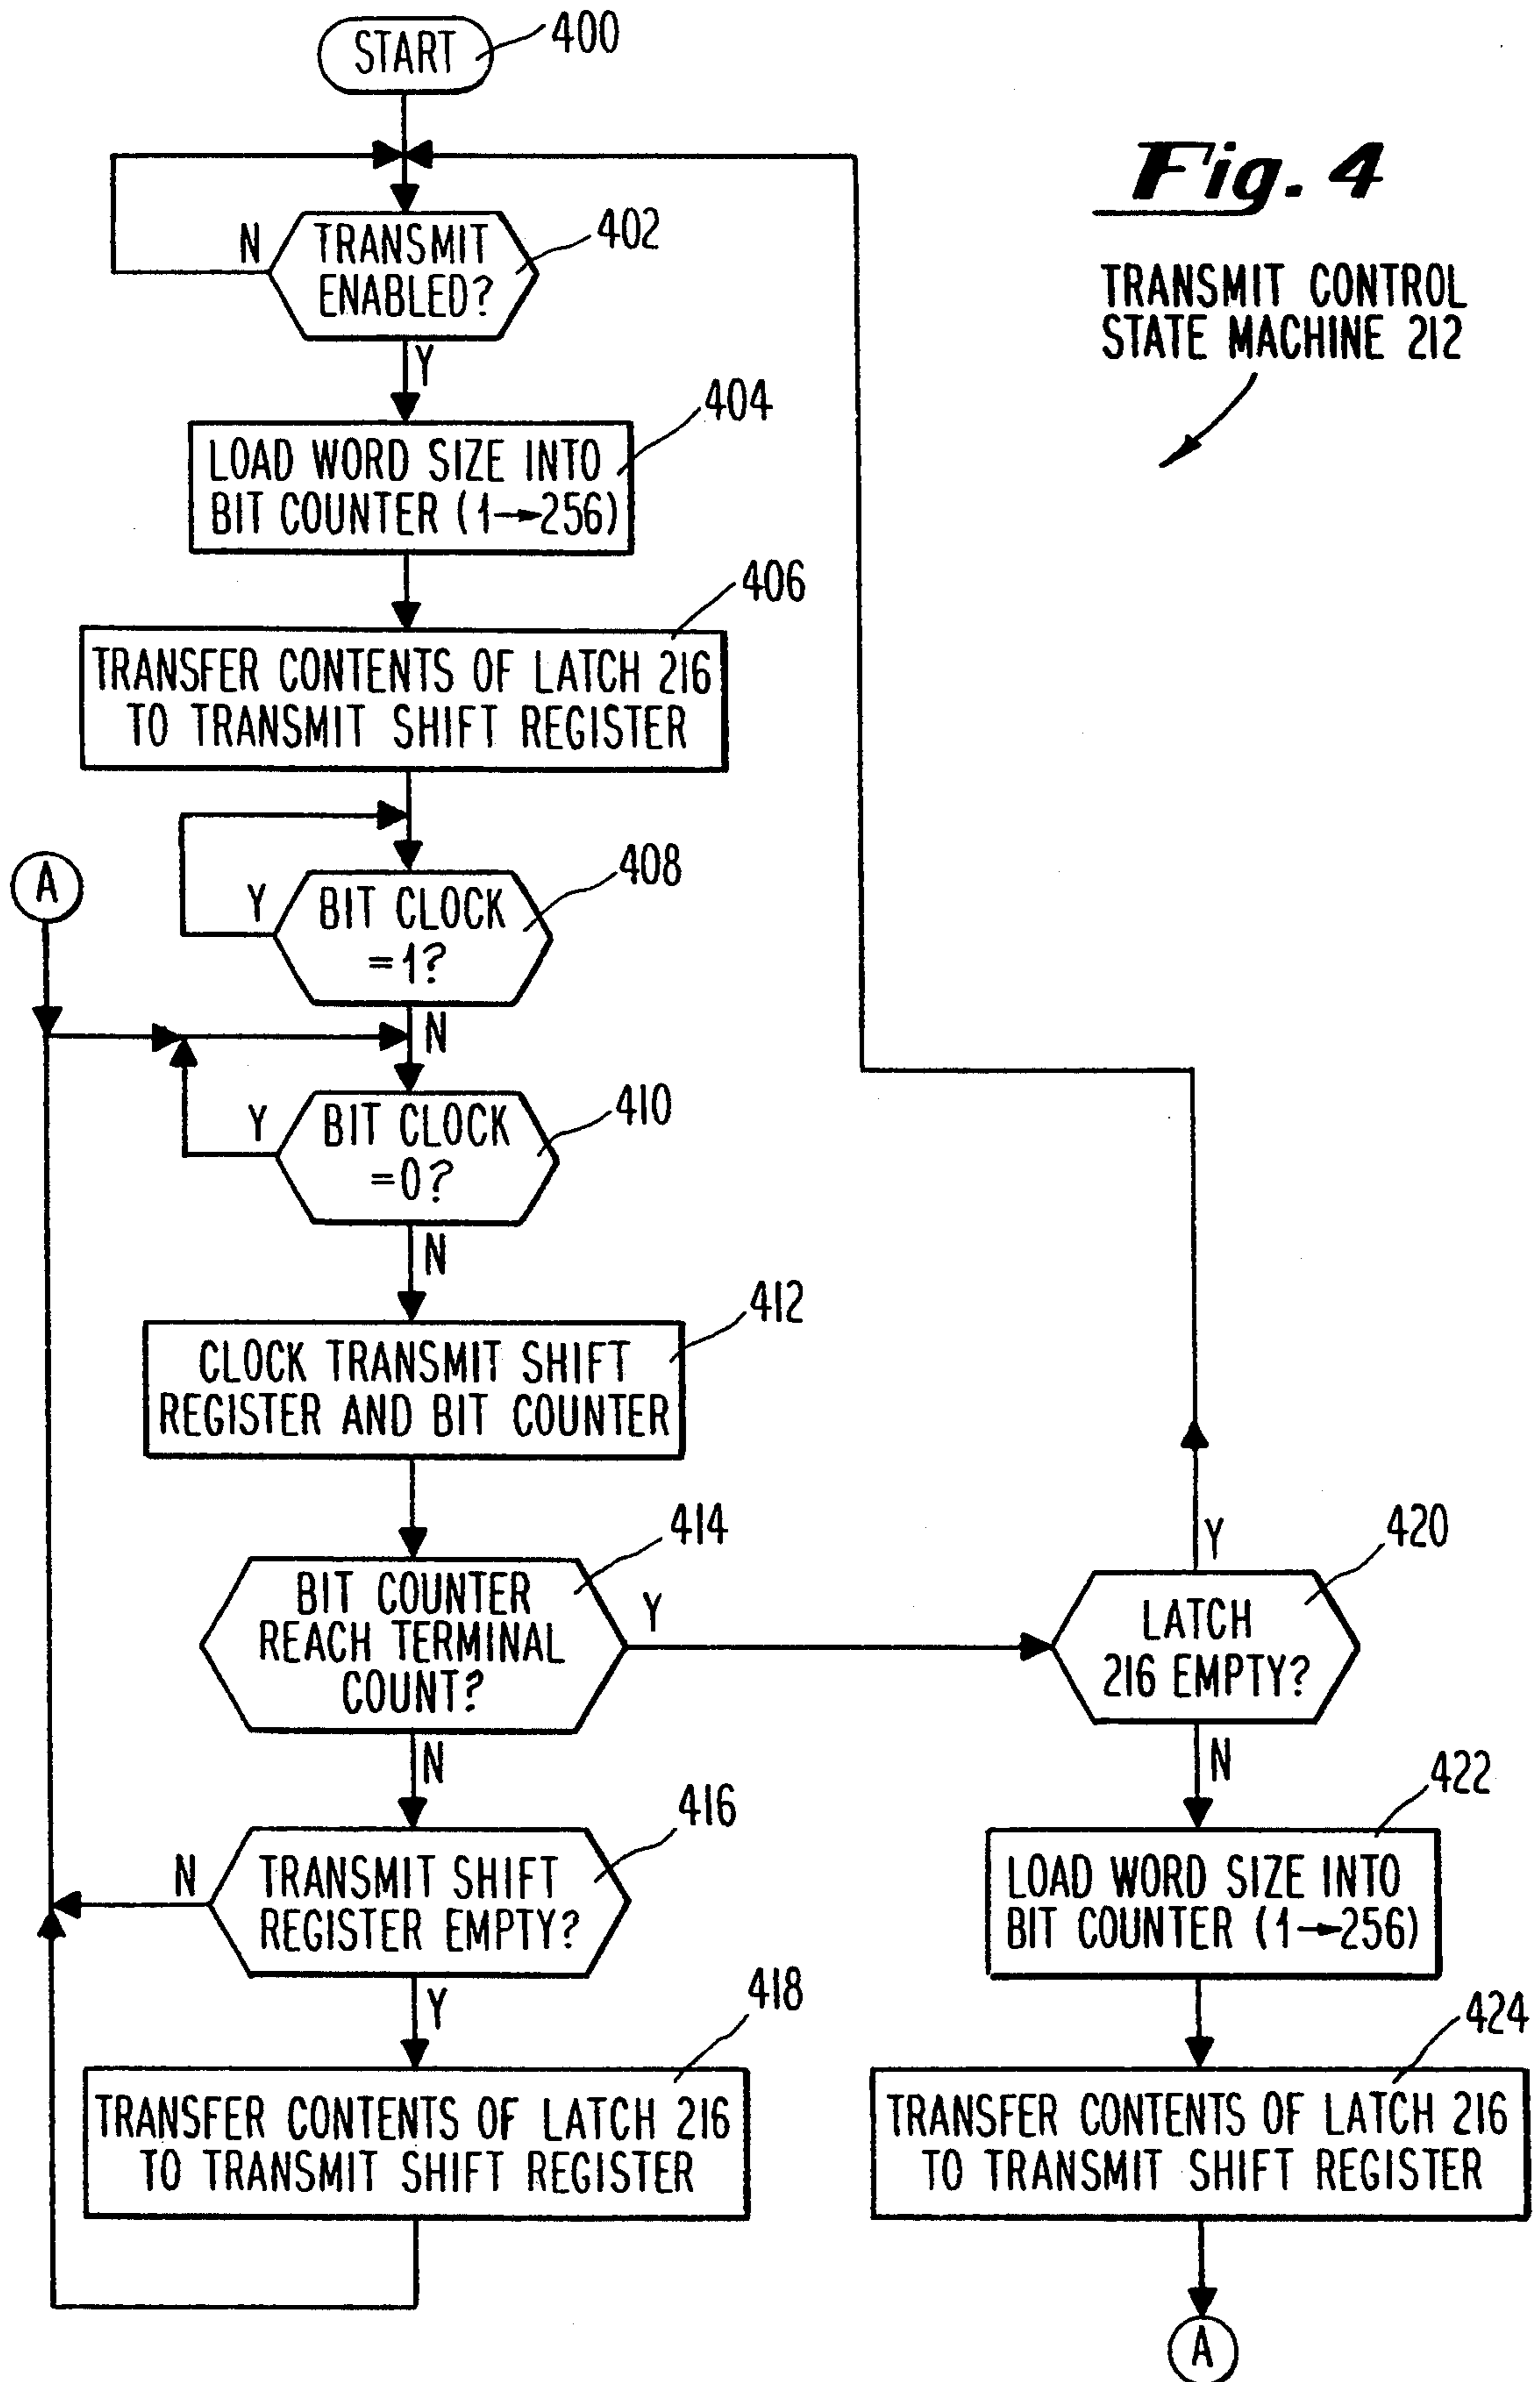 START
400
Fig. 4
TRANSMIT CONTROL
STATE MACHINE 212
N
TRANSMIT
ENABLED?
402
Y
404
LOAD WORD SIZE INTO
BIT COUNTER (1→256)
406
TRANSFER CONTENTS OF LATCH 216
TO TRANSMIT SHIFT REGISTER
A
Y
BIT CLOCK
=1?
408
N
Y
BIT CLOCK
=0?
410
N
412
CLOCK TRANSMIT SHIFT
REGISTER AND BIT COUNTER
414
BIT COUNTER
REACH TERMINAL
COUNT?
Y
N
Y
420
LATCH
216 EMPTY?
N
416
N
TRANSMIT SHIFT
REGISTER EMPTY?
Y
422
LOAD WORD SIZE INTO
BIT COUNTER (1→256)
418
TRANSFER CONTENTS OF LATCH 216
TO TRANSMIT SHIFT REGISTER
424
TRANSFER CONTENTS OF LATCH 216
TO TRANSMIT SHIFT REGISTER
A